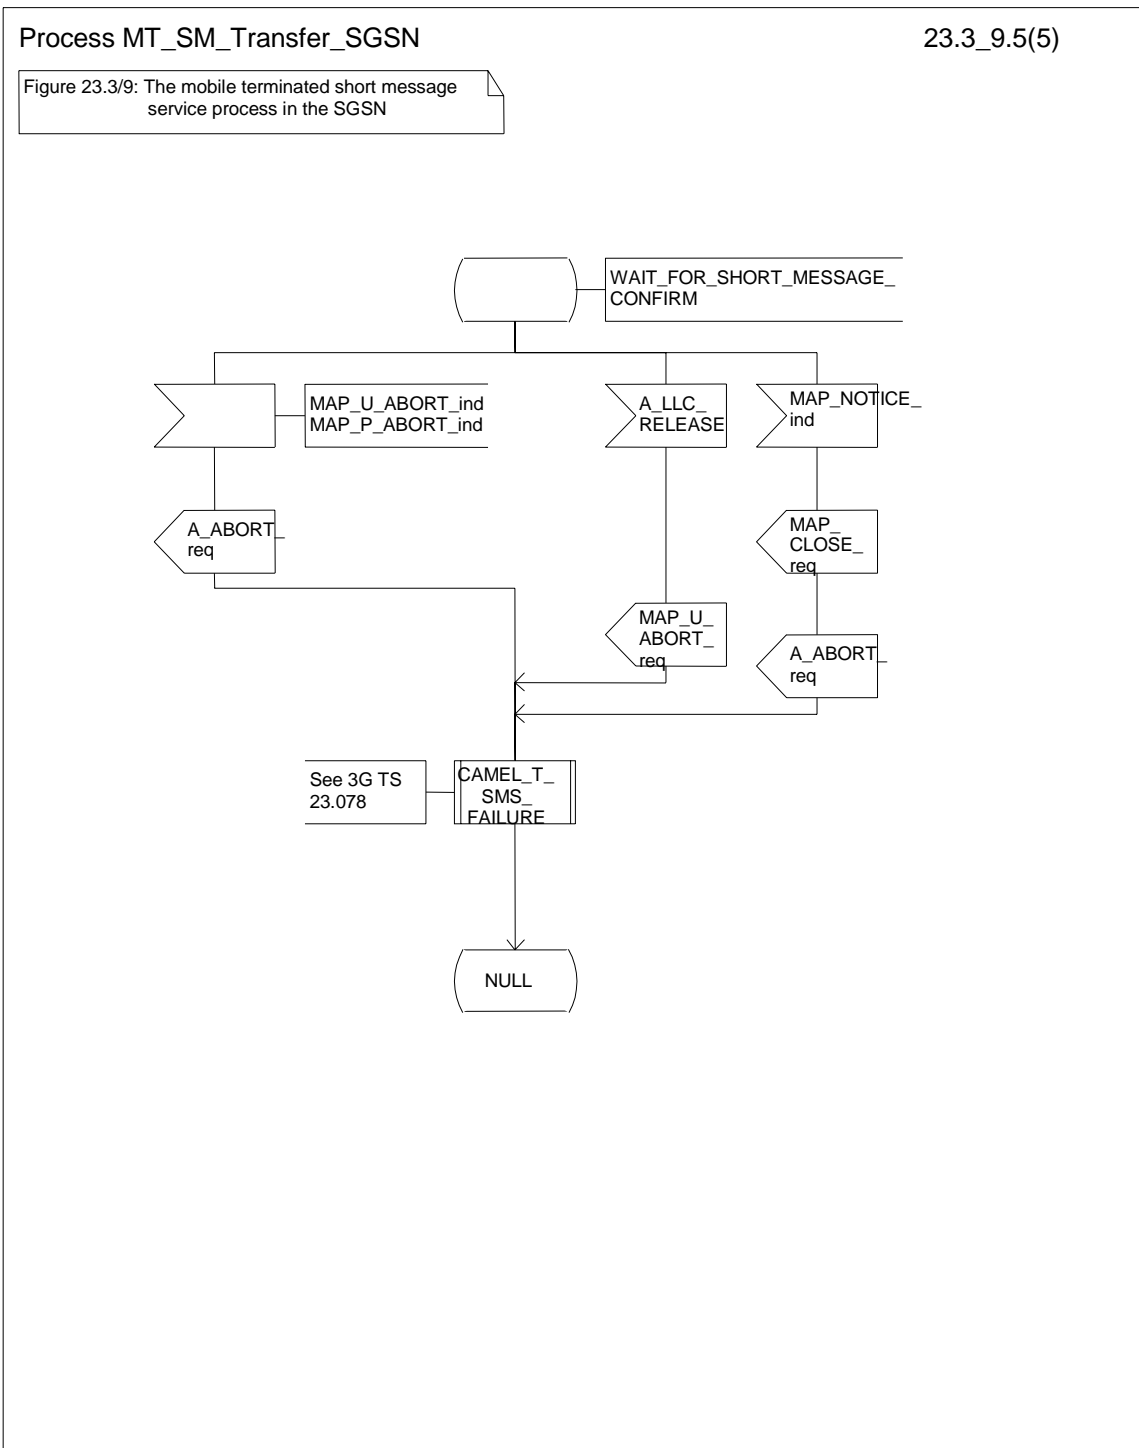 Process MT_SM_Transfer_SGSN
23.3_9.5(5)
Figure 23.3/9: The mobile terminated short message
service process in the SGSN
WAIT_FOR_SHORT_MESSAGE_
CONFIRM
MAP_U_ABORT_ind
MAP_P_ABORT_ind
A_LLC_
RELEASE
MAP_NOTICE_
ind
A_ABORT_
req
MAP_
CLOSE_
req
MAP_U_
ABORT_
req
A_ABORT_
req
See 3G TS
23.078
CAMEL_T_
SMS_
FAILURE
NULL